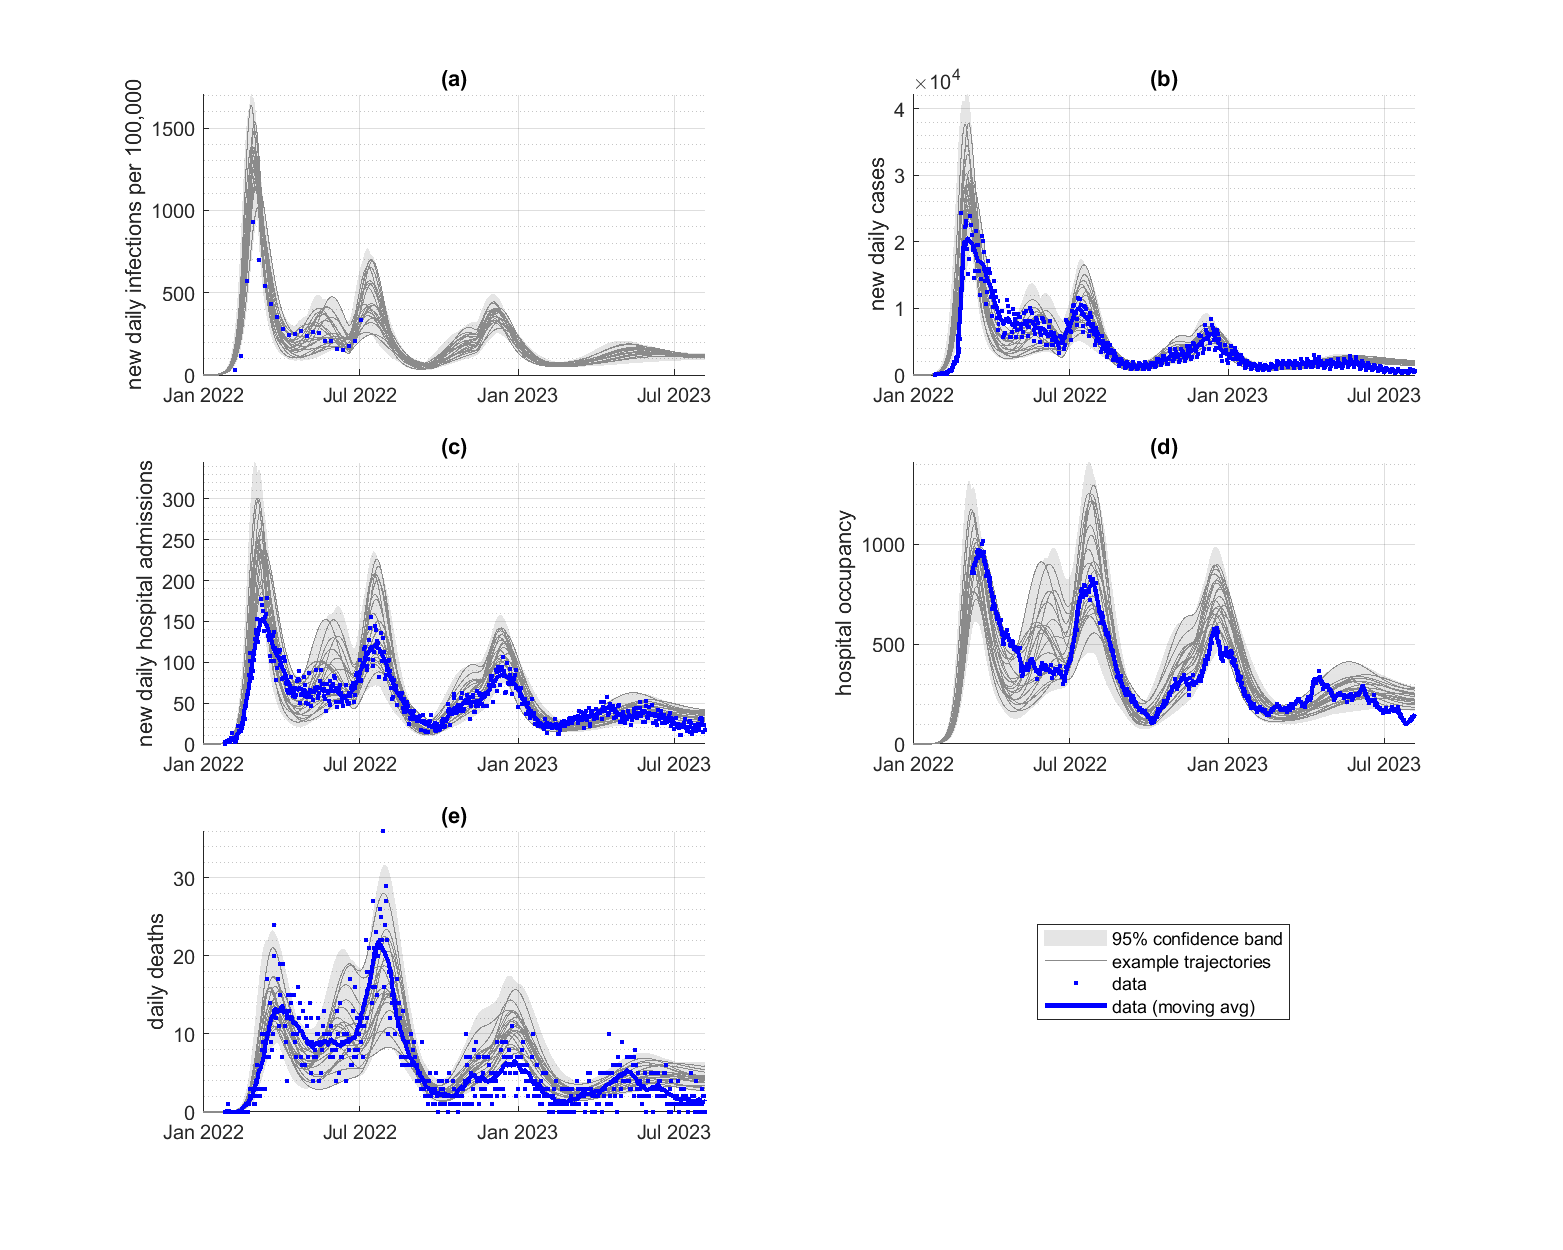 (a)
new daily infections per 100,000
1500
1000
500
0
Jan 2022 Jul 2022 Jan 2023 Jul 2023
(b)
×10^4
new daily cases
4
3
2
1
0
Jan 2022 Jul 2022 Jan 2023 Jul 2023
(c)
new daily hospital admissions
300
250
200
150
100
50
0
Jan 2022 Jul 2022 Jan 2023 Jul 2023
(d)
hospital occupancy
1000
500
0
Jan 2022 Jul 2022 Jan 2023 Jul 2023
(e)
daily deaths
30
20
10
0
Jan 2022 Jul 2022 Jan 2023 Jul 2023
95% confidence band
example trajectories
data
data (moving avg)